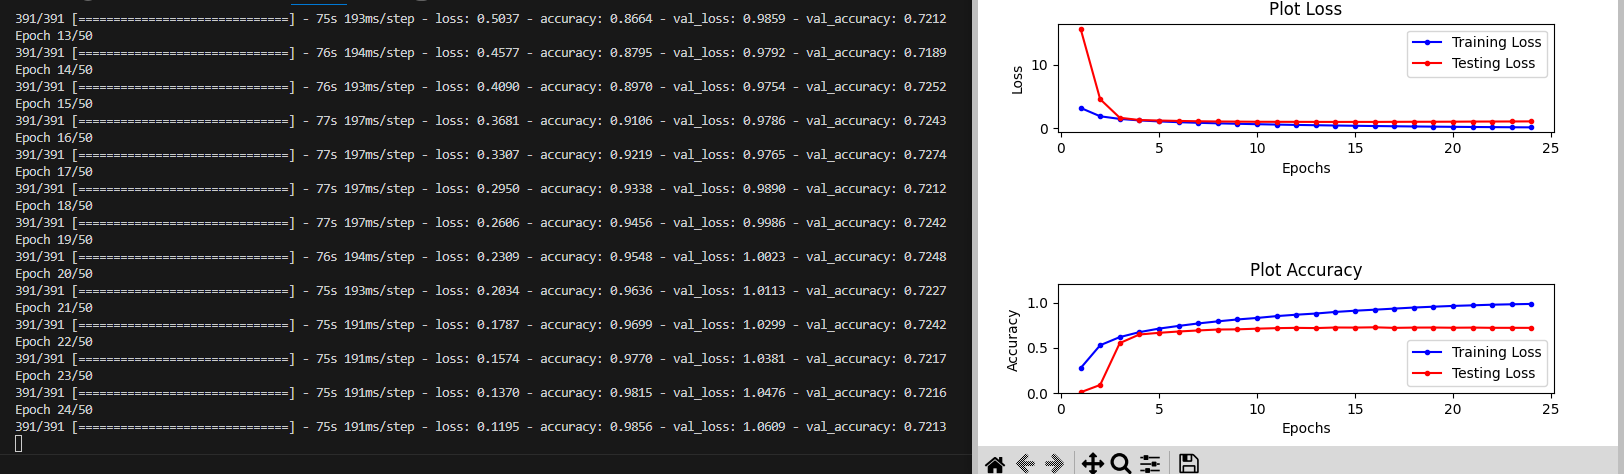 391/391 [==============================] - 75s 193ms/step - loss: 0.5037 - accuracy: 0.8664 - val_loss: 0.9859 - val_accuracy: 0.7212
Epoch 13/50
391/391 [==============================] - 76s 194ms/step - loss: 0.4577 - accuracy: 0.8795 - val_loss: 0.9792 - val_accuracy: 0.7189
Epoch 14/50
391/391 [==============================] - 76s 193ms/step - loss: 0.4090 - accuracy: 0.8970 - val_loss: 0.9754 - val_accuracy: 0.7252
Epoch 15/50
391/391 [==============================] - 77s 197ms/step - loss: 0.3681 - accuracy: 0.9106 - val_loss: 0.9786 - val_accuracy: 0.7243
Epoch 16/50
391/391 [==============================] - 77s 197ms/step - loss: 0.3307 - accuracy: 0.9219 - val_loss: 0.9765 - val_accuracy: 0.7274
Epoch 17/50
391/391 [==============================] - 77s 197ms/step - loss: 0.2950 - accuracy: 0.9338 - val_loss: 0.9890 - val_accuracy: 0.7212
Epoch 18/50
391/391 [==============================] - 77s 197ms/step - loss: 0.2606 - accuracy: 0.9456 - val_loss: 0.9986 - val_accuracy: 0.7242
Epoch 19/50
391/391 [==============================] - 76s 194ms/step - loss: 0.2309 - accuracy: 0.9548 - val_loss: 1.0023 - val_accuracy: 0.7248
Epoch 20/50
391/391 [==============================] - 75s 193ms/step - loss: 0.2034 - accuracy: 0.9636 - val_loss: 1.0113 - val_accuracy: 0.7227
Epoch 21/50
391/391 [==============================] - 75s 191ms/step - loss: 0.1787 - accuracy: 0.9699 - val_loss: 1.0299 - val_accuracy: 0.7242
Epoch 22/50
391/391 [==============================] - 75s 191ms/step - loss: 0.1574 - accuracy: 0.9770 - val_loss: 1.0381 - val_accuracy: 0.7217
Epoch 23/50
391/391 [==============================] - 75s 191ms/step - loss: 0.1370 - accuracy: 0.9815 - val_loss: 1.0476 - val_accuracy: 0.7216
Epoch 24/50
391/391 [==============================] - 75s 191ms/step - loss: 0.1195 - accuracy: 0.9856 - val_loss: 1.0609 - val_accuracy: 0.7213
Plot Loss
Training Loss
Testing Loss
10
0
Loss
0 5 10 15 20 25
Epochs
Plot Accuracy
1.0
0.5
0.0
Accuracy
Training Loss
Testing Loss
0 5 10 15 20 25
Epochs